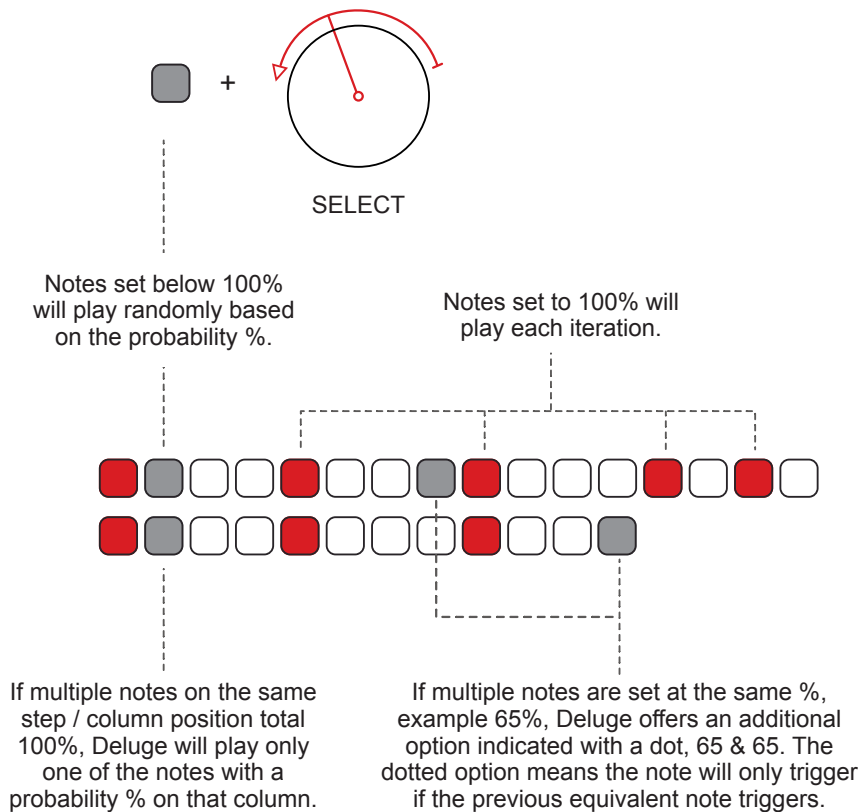 +
SELECT
Notes set below 100%
will play randomly based
on the probability %.
Notes set to 100% will
play each iteration.
If multiple notes on the same
step / column position total
100%, Deluge will play only
one of the notes with a
probability % on that column.
If multiple notes are set at the same %,
example 65%, Deluge offers an additional
option indicated with a dot, 65 & 65. The
dotted option means the note will only trigger
if the previous equivalent note triggers.